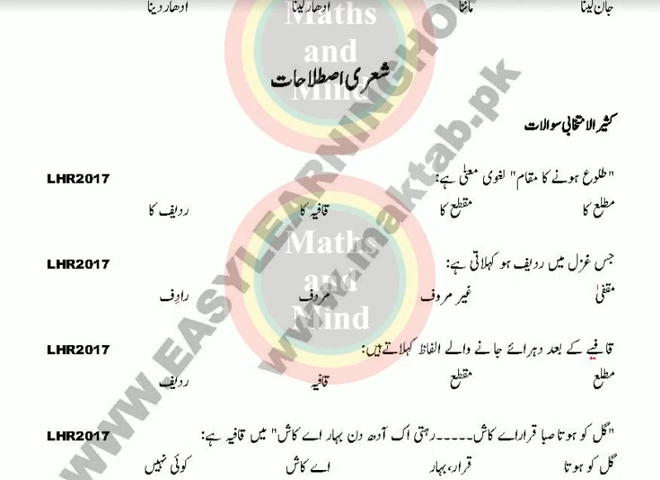 جان لینا ماننا ادھار لینا ادھار دینا
شعری اصطلاحات
کثیر الانتخابی سوالات
"طلوع ہونے کا مقام" لغوی معنی ہے: LHR2017
مطلع کا مقطع کا قافیہ کا ردیف کا
جس غزل میں ردیف ہو کہلاتی ہے: LHR2017
مقفیٰ غیر مروف مروف رادِف
قافیے کے بعد دہرائے جانے والے الفاظ کہلاتے ہیں: LHR2017
مطلع مقطع قافیہ ردیف
"گل کو ہوتا صبا قرار اے کاش-----رہتی اک آدھ دن بہار اے کاش" میں قافیہ ہے: LHR2017
گل کو ہوتا قرار، بہار اے کاش کوئی نہیں
Maths
and
Mind
Maths
and
Mind
WWW.EASYLEARNINGHO
www.maktab.pk